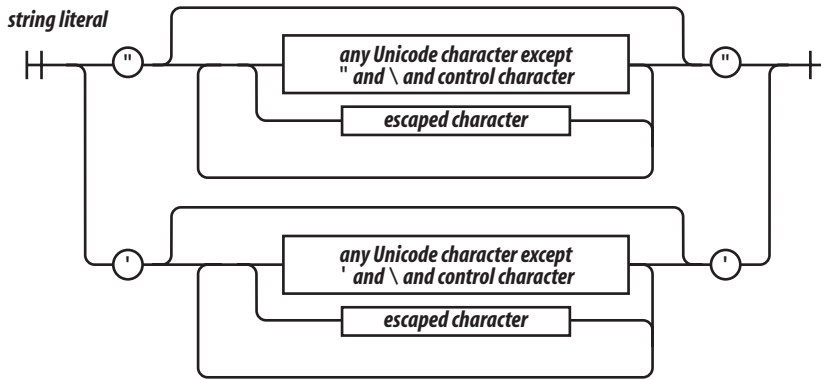 string literal
"
any Unicode character except
" and \ and control character
"
escaped character
'
any Unicode character except
' and \ and control character
'
escaped character